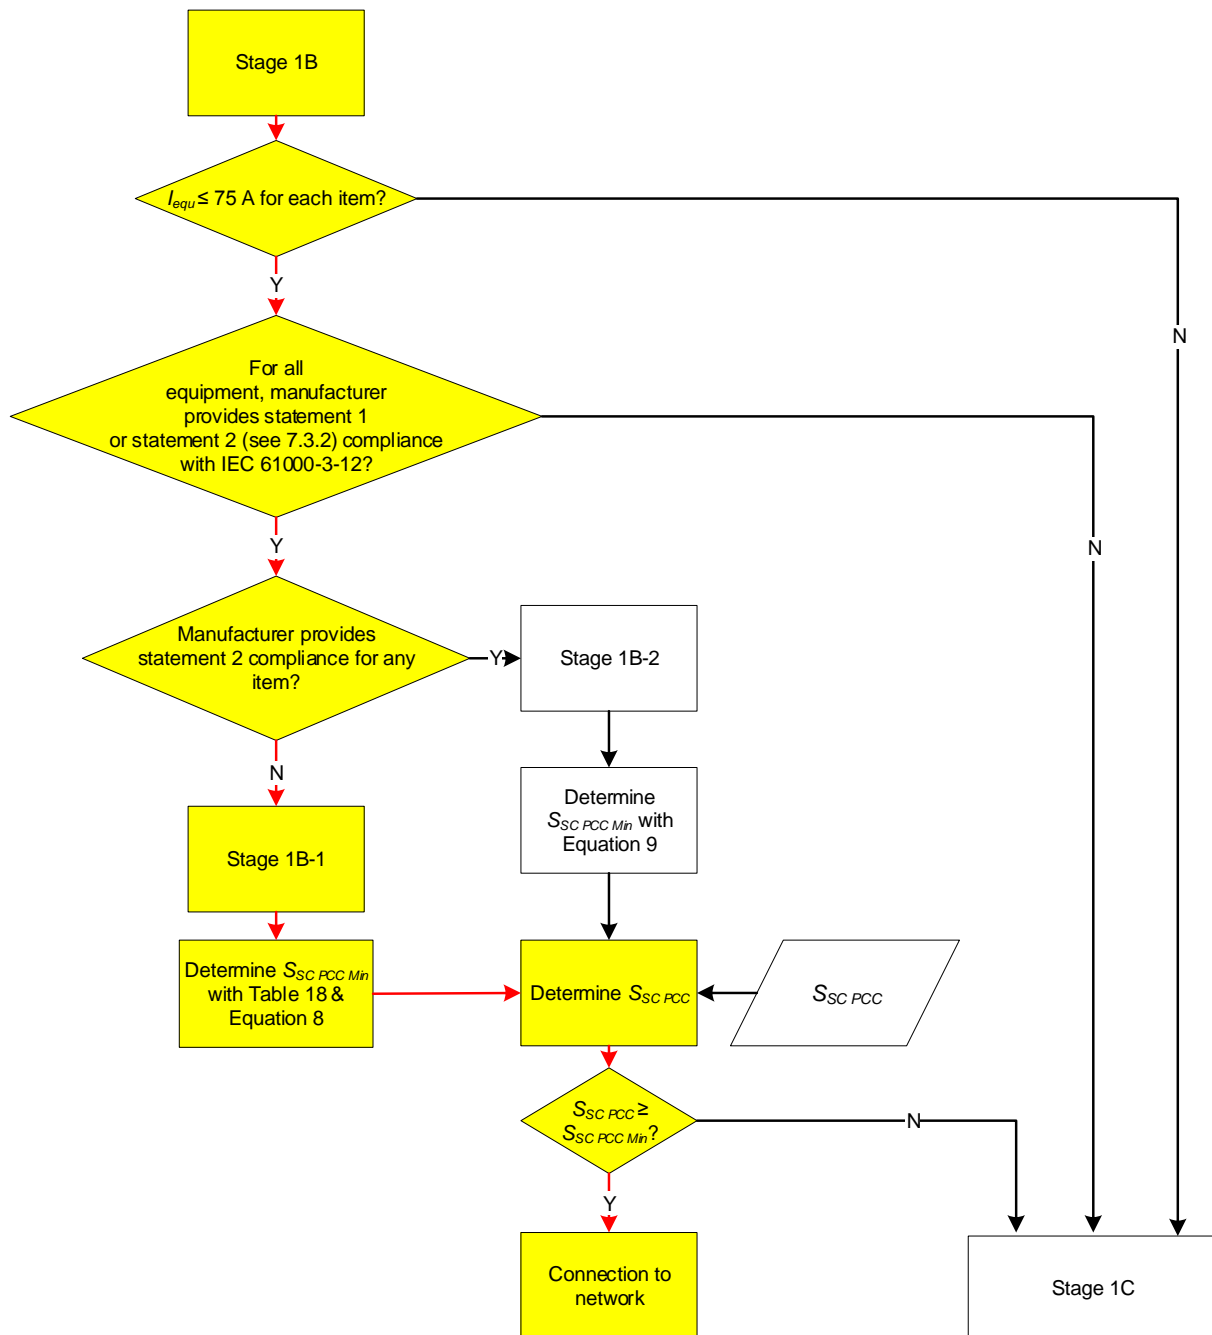 Stage 1B
Iequ ≤ 75 A for each item?
Y
N
For all
equipment, manufacturer
provides statement 1
or statement 2 (see 7.3.2) compliance
with IEC 61000-3-12?
Y
N
Manufacturer provides
statement 2 compliance for any
item?
Y
Stage 1B-2
N
Determine
SSC PCC Min with
Equation 9
Stage 1B-1
Determine SSC PCC Min
with Table 18 &
Equation 8
Determine SSC PCC
SSC PCC
SSC PCC ≥
SSC PCC Min?
N
Y
Connection to
network
Stage 1C